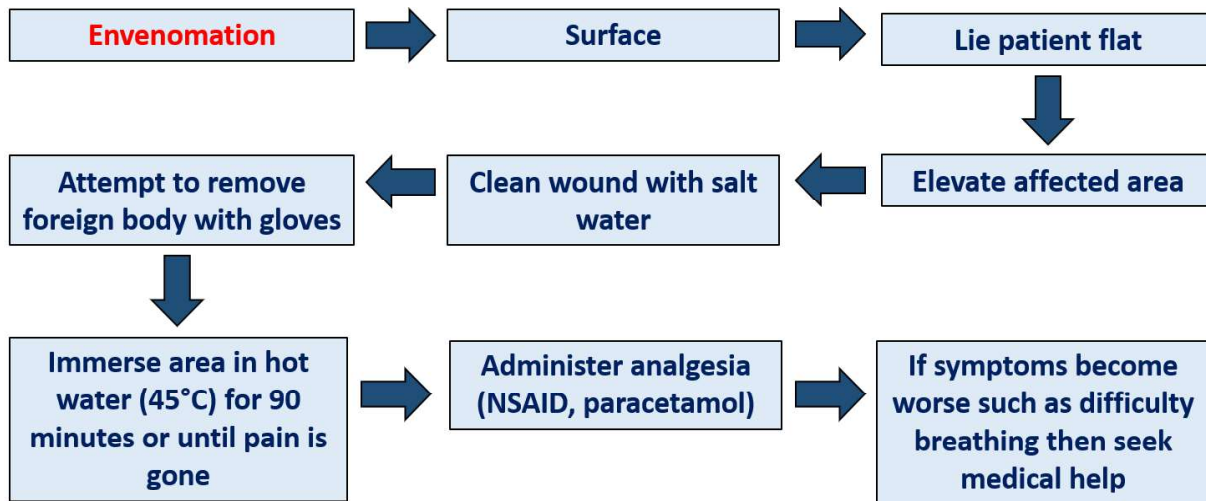 Envenomation
Surface
Lie patient flat
Elevate affected area
Clean wound with salt
water
Attempt to remove
foreign body with gloves
Immerse area in hot
water (45°C) for 90
minutes or until pain is
gone
Administer analgesia
(NSAID, paracetamol)
If symptoms become
worse such as difficulty
breathing then seek
medical help